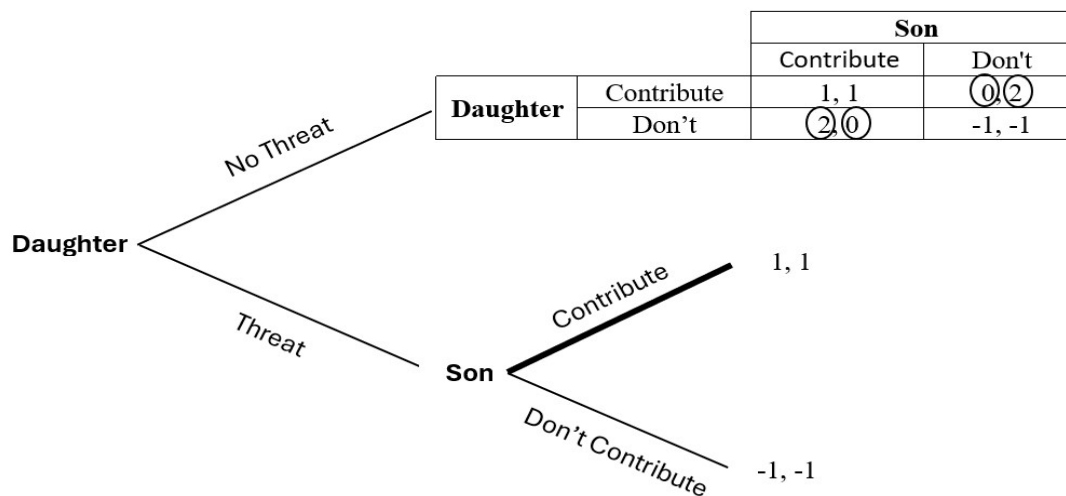 Son
Contribute Don't
Daughter Contribute 1, 1 0, 2
Don’t 2, 0 -1, -1
No Threat
Daughter
Threat
Contribute 1, 1
Son
Don’t Contribute -1, -1